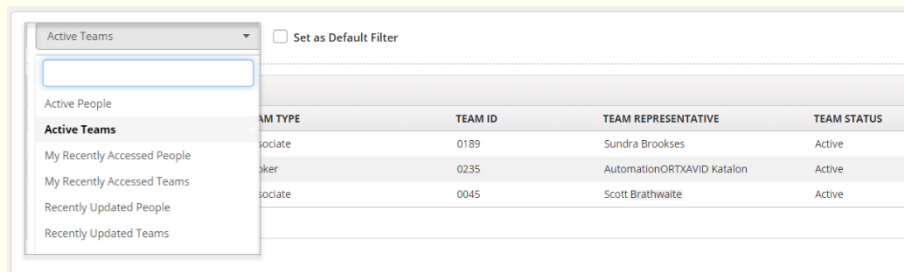 Active Teams Set as Default Filter
Active People
AM TYPE TEAM ID TEAM REPRESENTATIVE TEAM STATUS
Active Teams
sociate 0189 Sundra Brookses Active
My Recently Accessed People
oker 0235 AutomationORTXAVID Katalon Active
My Recently Accessed Teams
sociate 0045 Scott Brathwaite Active
Recently Updated People
Recently Updated Teams